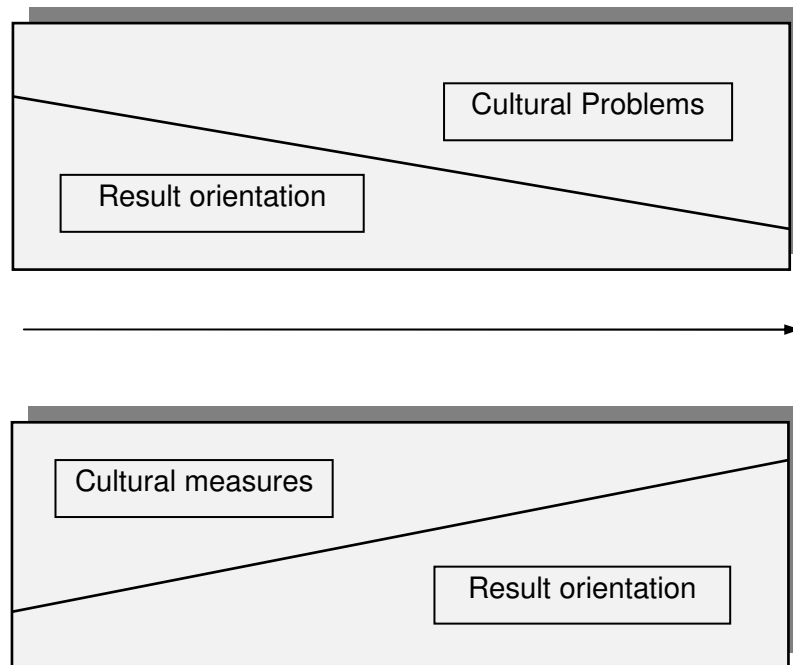 Cultural Problems
Result orientation
Cultural measures
Result orientation